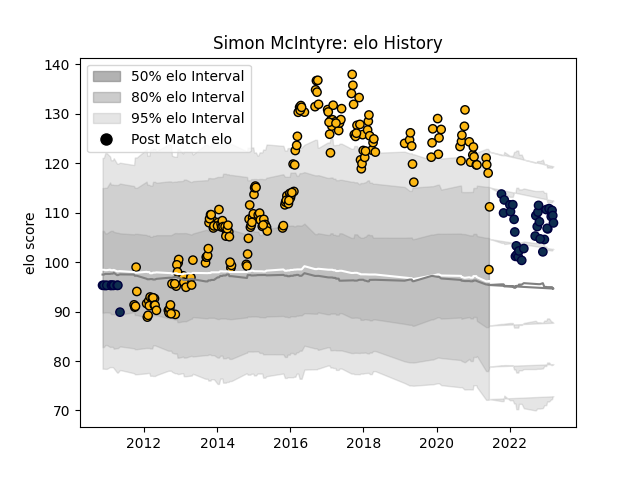 Simon McIntyre: elo History
50% elo Interval
80% elo Interval
95% elo Interval
Post Match elo
elo score
140
130
120
110
100
90
80
70
2012 2014 2016 2018 2020 2022